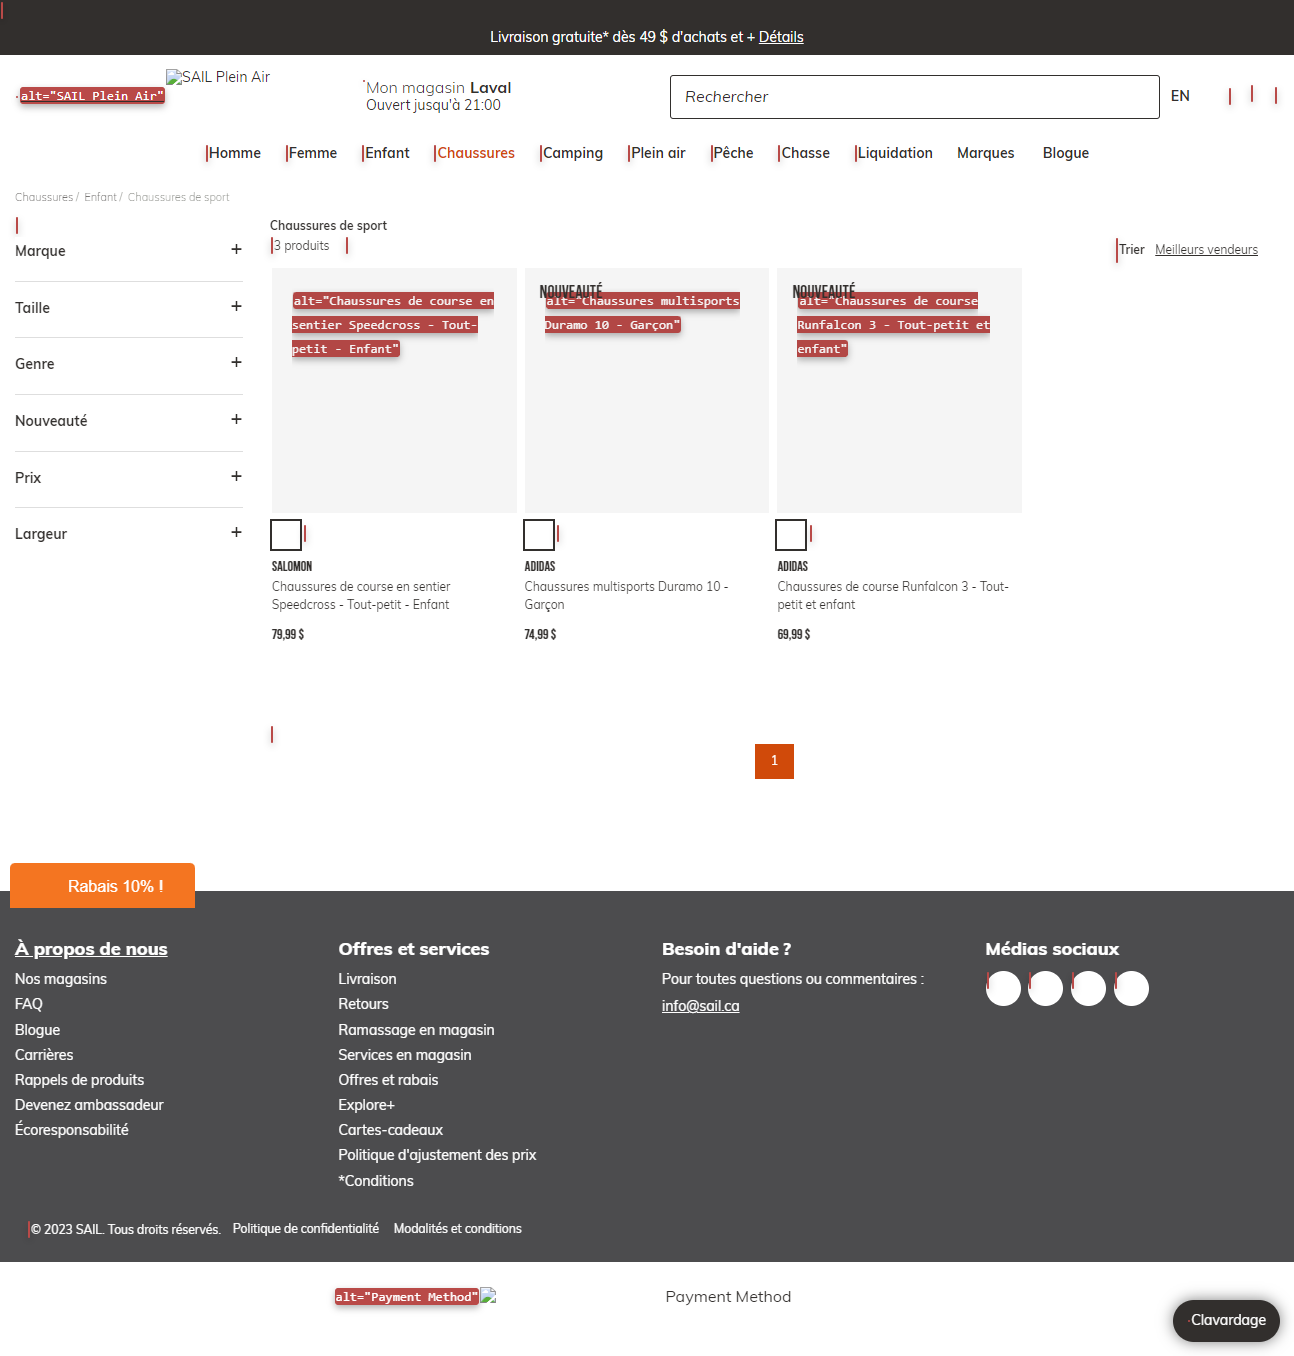 Livraison gratuite* dès 49 $ d'achats et + Détails
alt="SAIL Plein Air"
SAIL Plein Air
Mon magasin Laval
Ouvert jusqu'à 21:00
Rechercher
EN
Homme
Femme
Enfant
Chaussures
Camping
Plein air
Pêche
Chasse
Liquidation
Marques
Blogue
Chaussures / Enfant / Chaussures de sport
Marque +
Taille +
Genre +
Nouveauté +
Prix +
Largeur +
Chaussures de sport
3 produits
Trier Meilleurs vendeurs
alt="Chaussures de course en
sentier Speedcross - Tout-
petit - Enfant"
SALOMON
Chaussures de course en sentier
Speedcross - Tout-petit - Enfant
79,99 $
NOUVEAUTÉ
alt="Chaussures multisports
Duramo 10 - Garçon"
ADIDAS
Chaussures multisports Duramo 10 -
Garçon
74,99 $
NOUVEAUTÉ
alt="Chaussures de course
Runfalcon 3 - Tout-petit et
enfant"
ADIDAS
Chaussures de course Runfalcon 3 - Tout-
petit et enfant
69,99 $
1
Rabais 10% !
À propos de nous
Nos magasins
FAQ
Blogue
Carrières
Rappels de produits
Devenez ambassadeur
Écoresponsabilité
Offres et services
Livraison
Retours
Ramassage en magasin
Services en magasin
Offres et rabais
Explore+
Cartes-cadeaux
Politique d'ajustement des prix
*Conditions
Besoin d'aide ?
Pour toutes questions ou commentaires :
info@sail.ca
Médias sociaux
© 2023 SAIL. Tous droits réservés.
Politique de confidentialité
Modalités et conditions
alt="Payment Method"
Payment Method
Clavardage